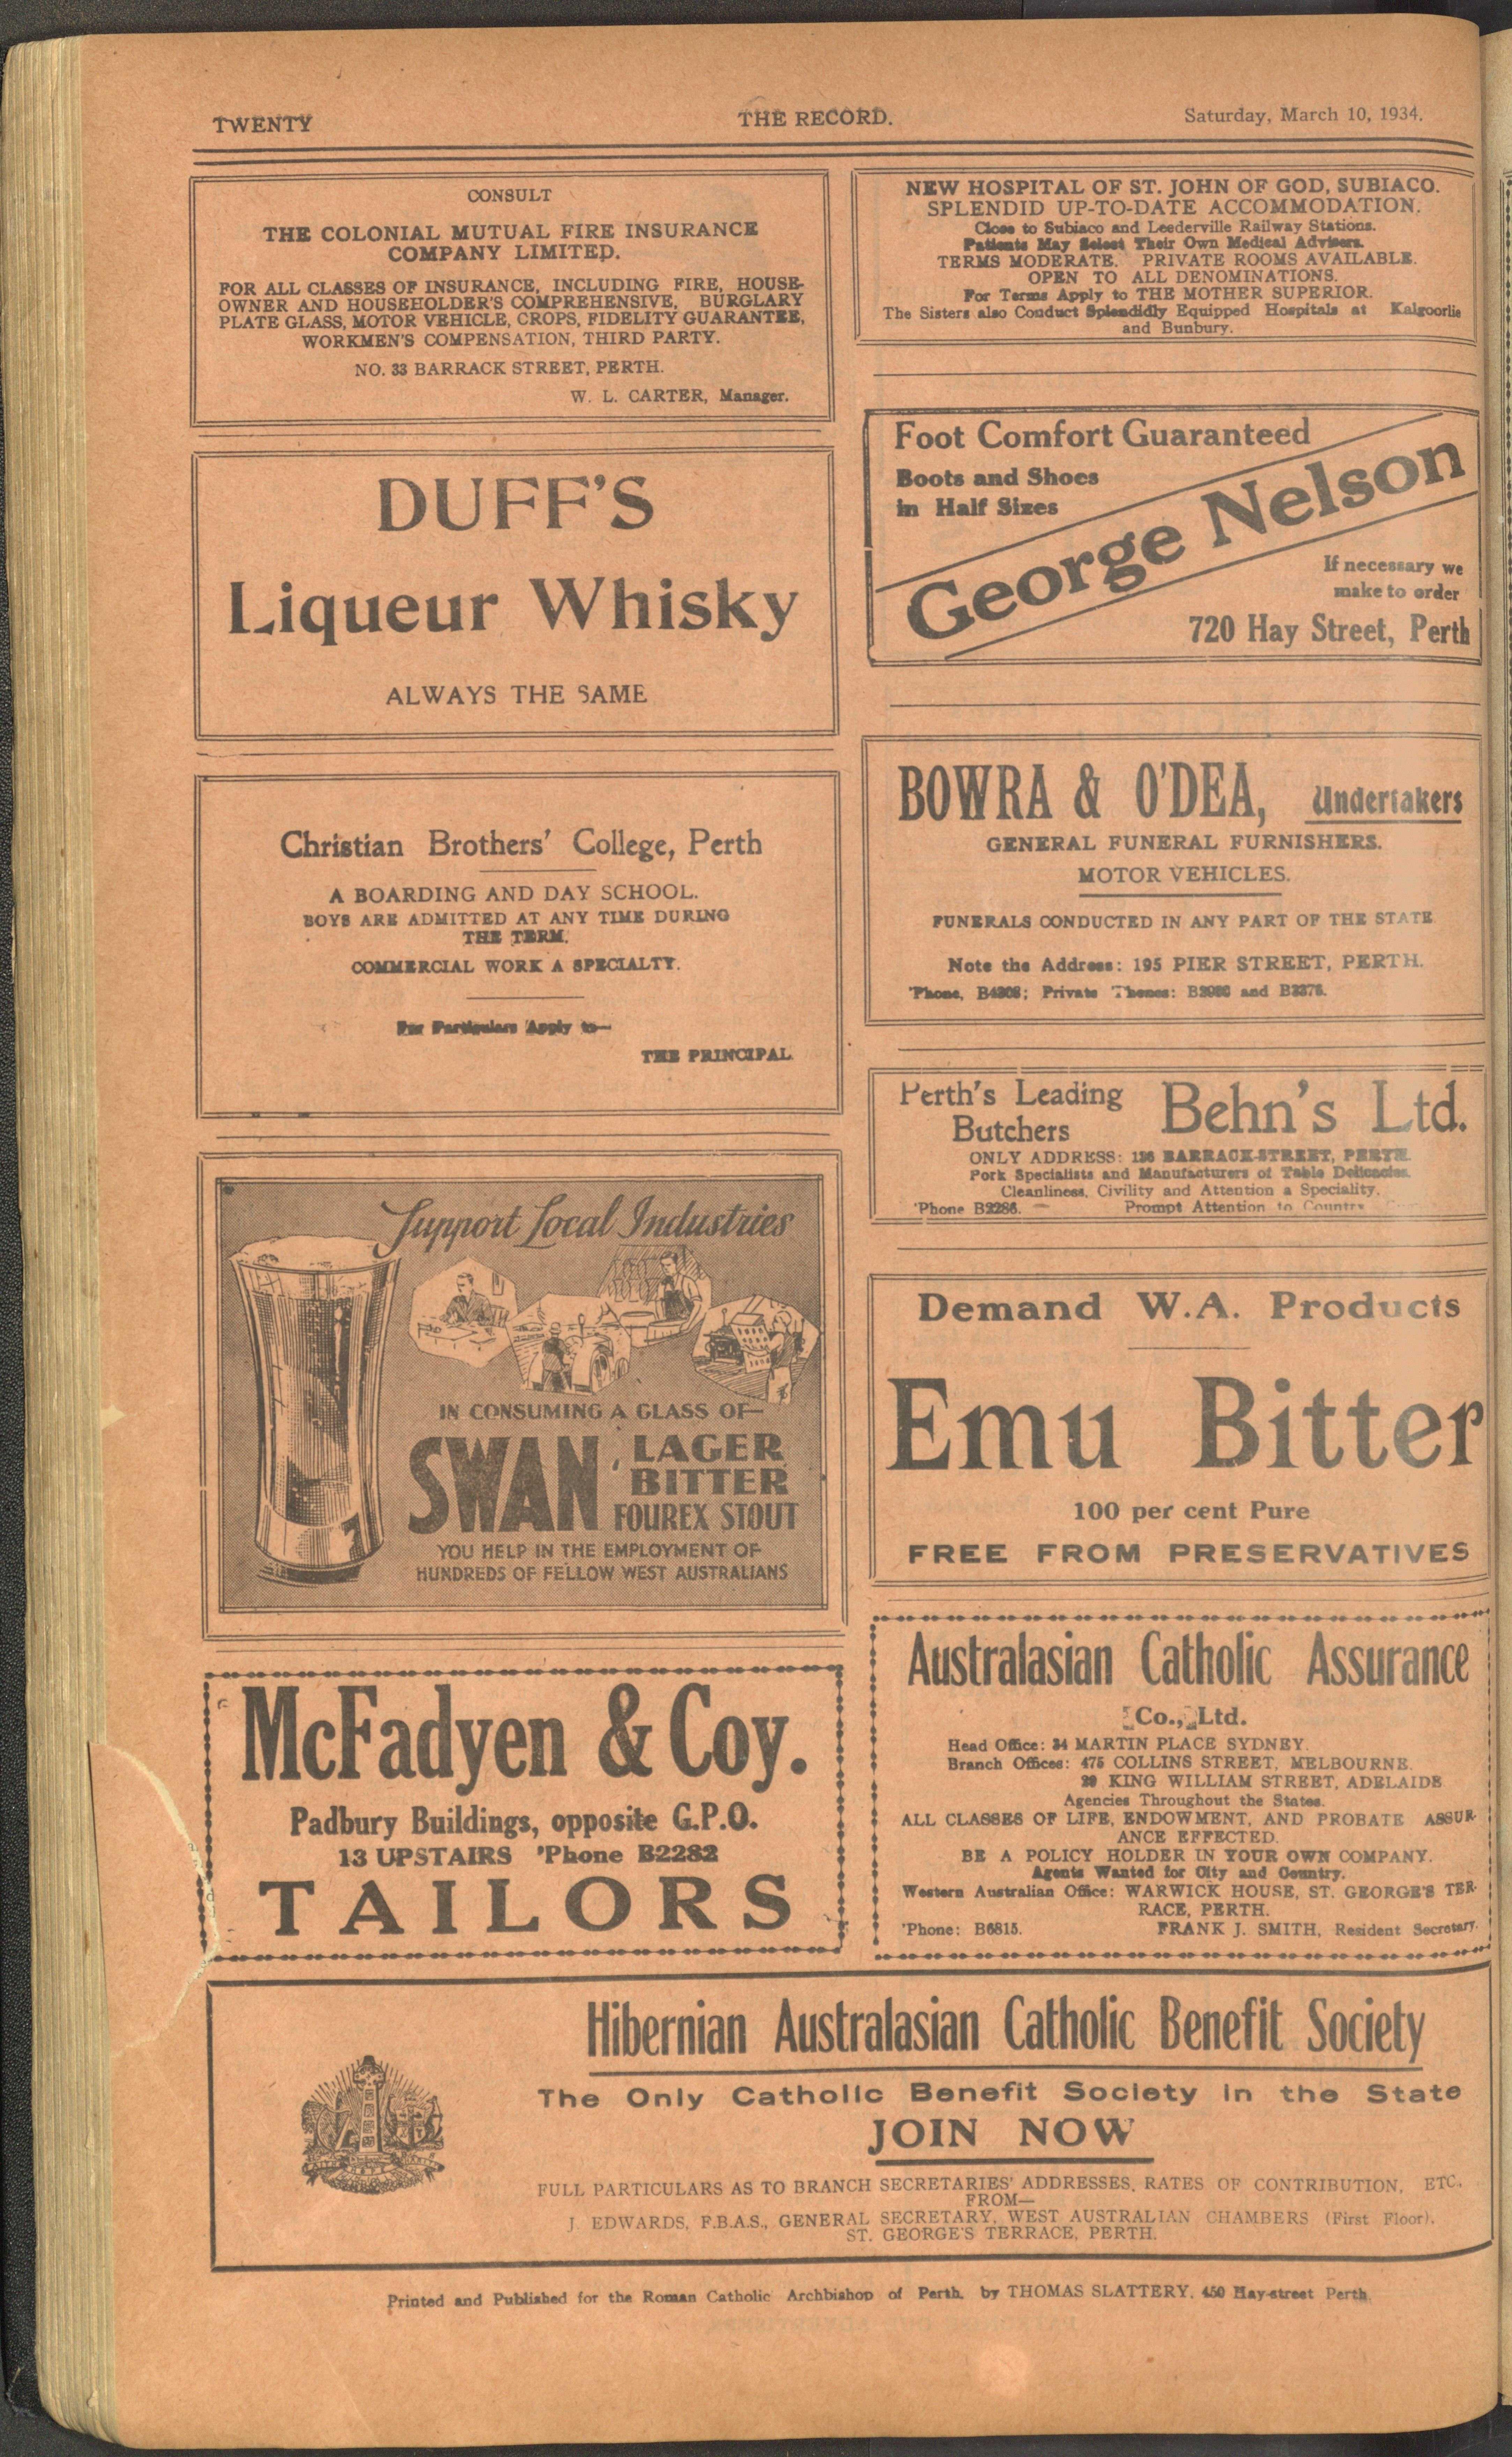 TWENTY
THE RECORD.
Saturday, March 10, 1934.
CONSULT
THE COLONIAL MUTUAL FIRE INSURANCE
COMPANY LIMITED.
FOR ALL CLASSES OF INSURANCE, INCLUDING FIRE, HOUSE-
OWNER AND HOUSEHOLDER'S COMPREHENSIVE, BURGLARY
PLATE GLASS, MOTOR VEHICLE, CROPS, FIDELITY GUARANTEE,
WORKMEN'S COMPENSATION, THIRD PARTY.
NO. 33 BARRACK STREET, PERTH.
W. L. CARTER, Manager.
DUFF'S
Liqueur Whisky
ALWAYS THE SAME
Christian Brothers' College, Perth
A BOARDING AND DAY SCHOOL.
BOYS ARE ADMITTED AT ANY TIME DURING
THE TERM.
COMMERCIAL WORK A SPECIALTY.
For Particulars Apply to—
THE PRINCIPAL.
Support Local Industries
IN CONSUMING A GLASS OF—
SWAN LAGER
BITTER
FOUREX STOUT
YOU HELP IN THE EMPLOYMENT OF
HUNDREDS OF FELLOW WEST AUSTRALIANS
McFadyen & Coy.
Padbury Buildings, opposite G.P.O.
13 UPSTAIRS 'Phone B2282
TAILORS
NEW HOSPITAL OF ST. JOHN OF GOD, SUBIACO.
SPLENDID UP-TO-DATE ACCOMMODATION.
Close to Subiaco and Leederville Railway Stations.
Patients May Select Their Own Medical Advisers.
TERMS MODERATE. PRIVATE ROOMS AVAILABLE.
OPEN TO ALL DENOMINATIONS.
For Terms Apply to THE MOTHER SUPERIOR.
The Sisters also Conduct Splendidly Equipped Hospitals at Kalgoorlie
and Bunbury.
Foot Comfort Guaranteed
Boots and Shoes
in Half Sizes
George Nelson
If necessary we
make to order
720 Hay Street, Perth
BOWRA & O'DEA, Undertakers
GENERAL FUNERAL FURNISHERS.
MOTOR VEHICLES.
FUNERALS CONDUCTED IN ANY PART OF THE STATE
Note the Address: 195 PIER STREET, PERTH.
'Phone, B4308; Private 'Phones: and B3376.
Perth's Leading
Butchers
Behn's Ltd.
ONLY ADDRESS: 136 BARRACK-STREET, PERTH.
Pork Specialists and Manufacturers of Table Delicacies.
Cleanliness, Civility and Attention a Speciality.
'Phone B2286. Prompt Attention to Country
Demand W.A. Products
Emu Bitter
100 per cent Pure
FREE FROM PRESERVATIVES
Australasian Catholic Assurance
Co., Ltd.
Head Office: 34 MARTIN PLACE SYDNEY.
Branch Offices: 475 COLLINS STREET, MELBOURNE.
29 KING WILLIAM STREET, ADELAIDE
Agencies Throughout the States.
ALL CLASSES OF LIFE, ENDOWMENT, AND PROBATE ASSUR-
ANCE EFFECTED.
BE A POLICY HOLDER IN YOUR OWN COMPANY.
Agents Wanted for City and Country.
Western Australian Office: WARWICK HOUSE, ST. GEORGE'S TER-
RACE, PERTH.
'Phone: B6815. FRANK J. SMITH, Resident Secretary.
Hibernian Australasian Catholic Benefit Society
The Only Catholic Benefit Society in the State
JOIN NOW
FULL PARTICULARS AS TO BRANCH SECRETARIES' ADDRESSES, RATES OF CONTRIBUTION, ETC.
FROM—
J. EDWARDS, F.B.A.S., GENERAL SECRETARY, WEST AUSTRALIAN CHAMBERS (First Floor),
ST. GEORGE'S TERRACE, PERTH.
Printed and Published for the Roman Catholic Archbishop of Perth, by THOMAS SLATTERY, 450 Hay-street Perth.